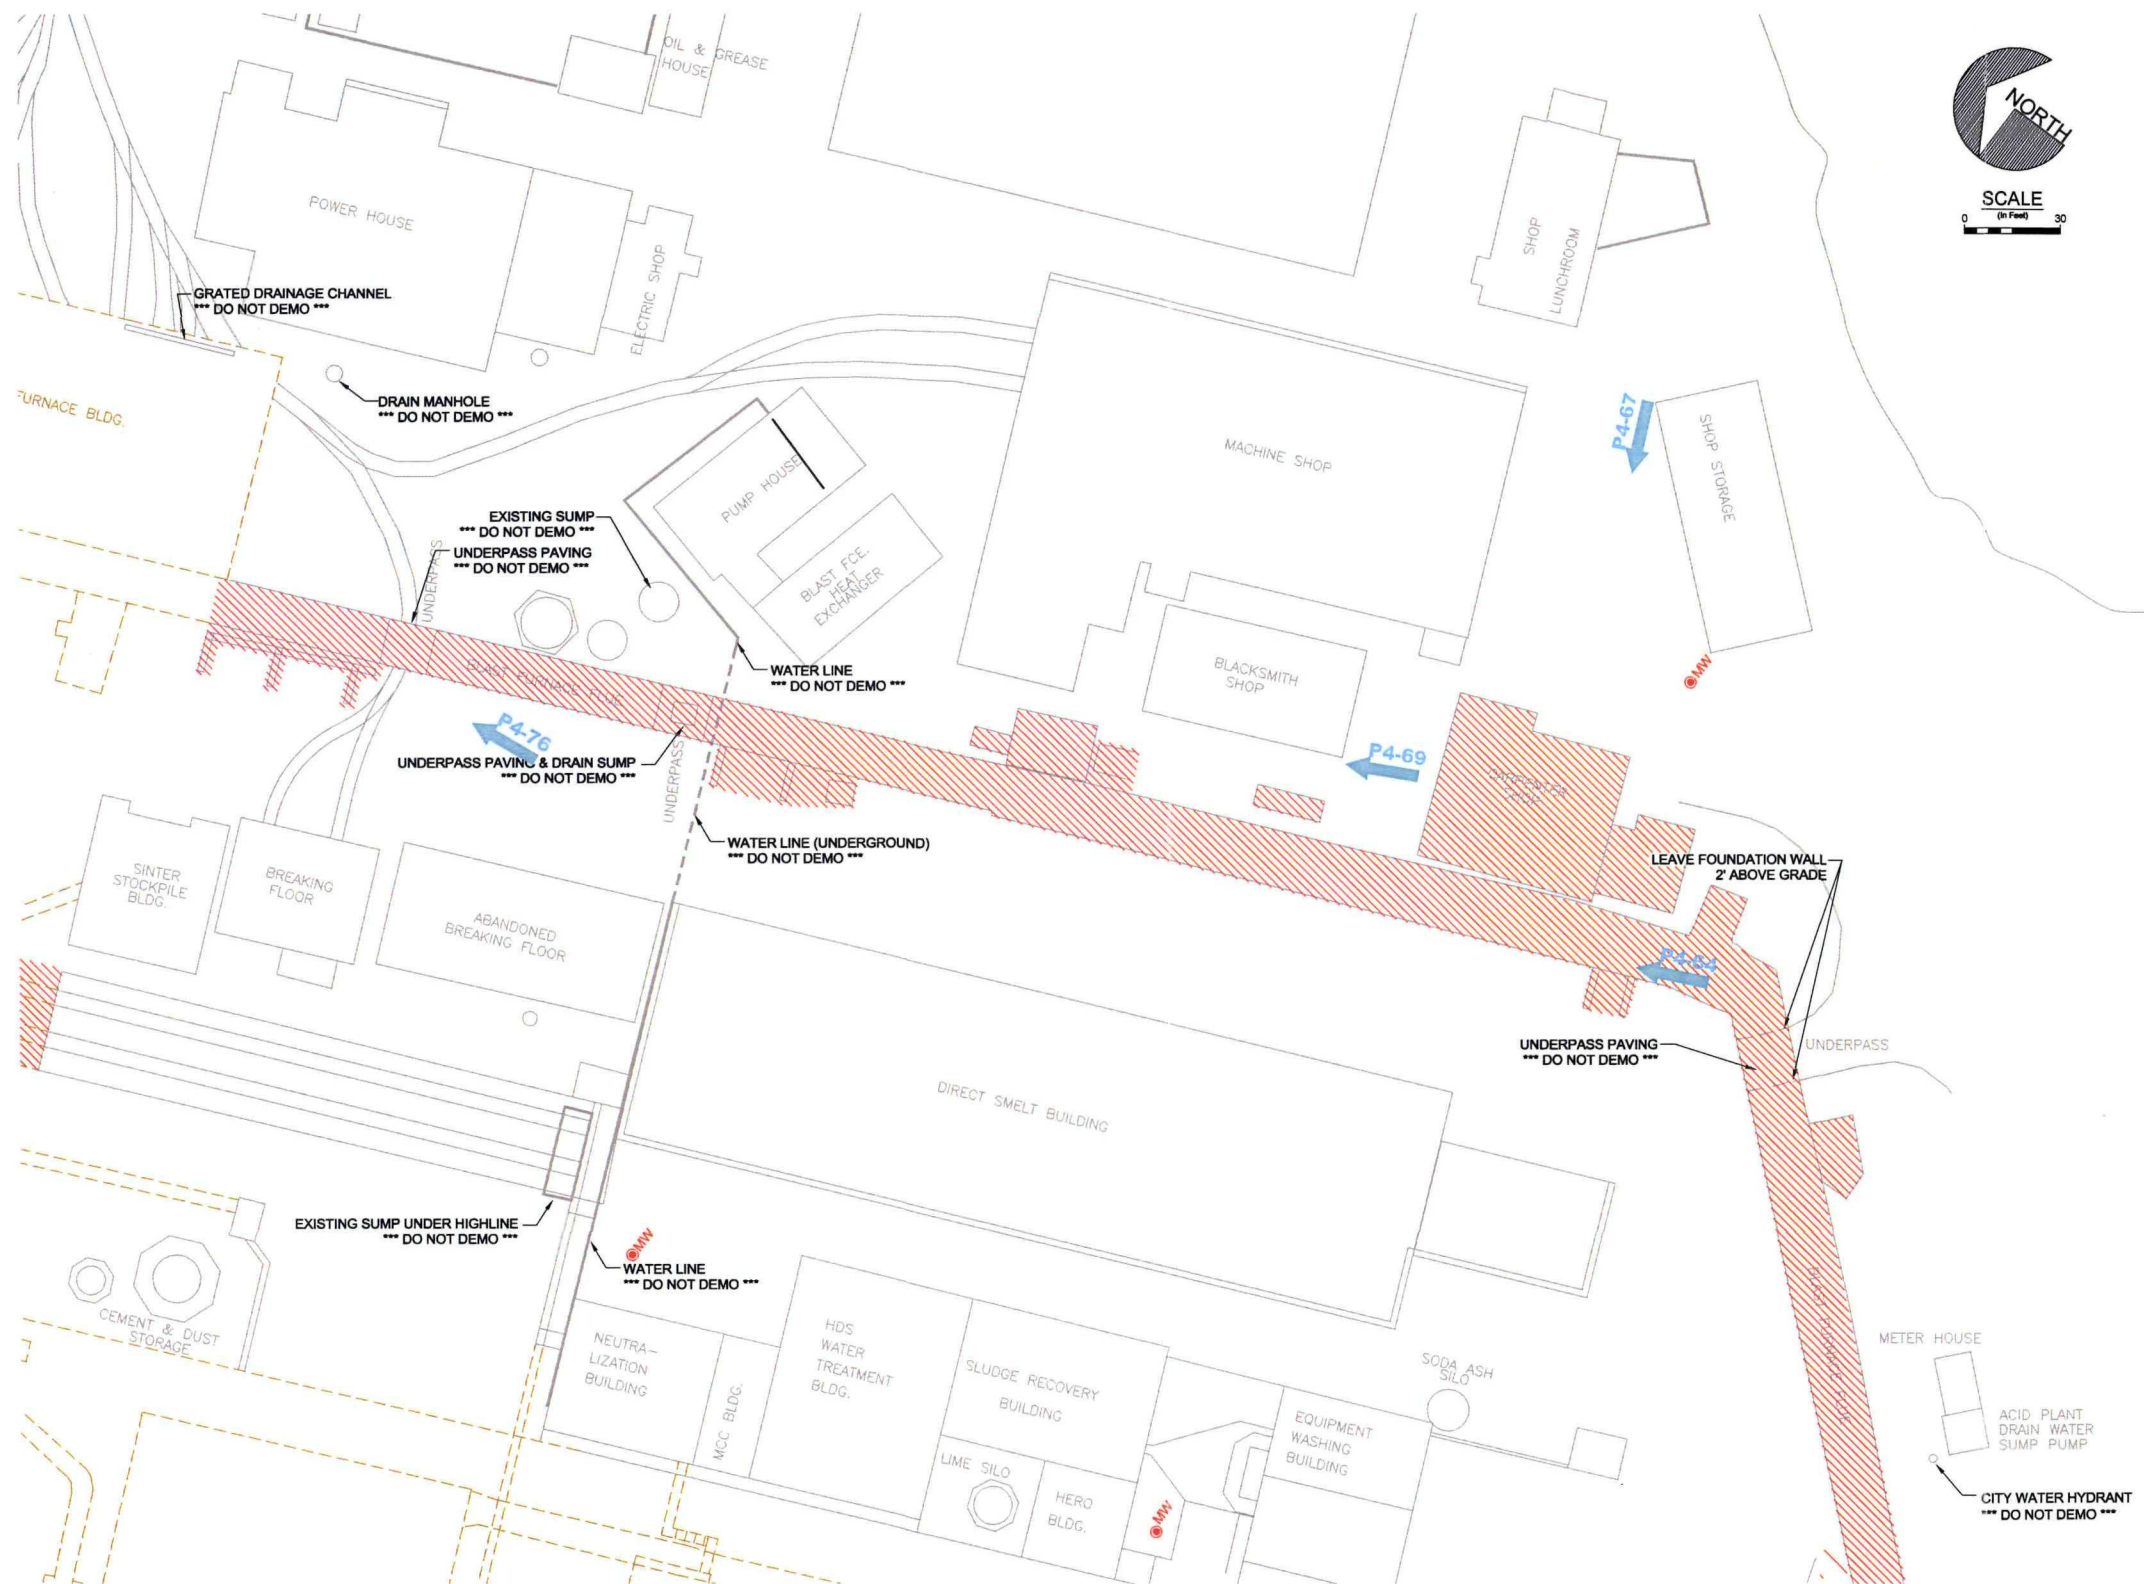 OIL & GREASE
HOUSE
NORTH
SCALE
(In Feet)
0 30
POWER HOUSE
ELECTRIC SHOP
SHOP
LUNCHROOM
GRATED DRAINAGE CHANNEL
*** DO NOT DEMO ***
DRAIN MANHOLE
*** DO NOT DEMO ***
FURNACE BLDG.
P4-67
SHOP STORAGE
MACHINE SHOP
PUMP HOUSE
EXISTING SUMP
*** DO NOT DEMO ***
UNDERPASS PAVING
*** DO NOT DEMO ***
UNDERPASS
BLAST FCE.
HEAT
EXCHANGER
BLACKSMITH
SHOP
MW
WATER LINE
*** DO NOT DEMO ***
BLAST FURNACE FLUE
P4-76
UNDERPASS PAVING & DRAIN SUMP
*** DO NOT DEMO ***
UNDERPASS
P4-69
CARPENTER
SHOP
WATER LINE (UNDERGROUND)
*** DO NOT DEMO ***
LEAVE FOUNDATION WALL
2' ABOVE GRADE
SINTER
STOCKPILE
BLDG.
BREAKING
FLOOR
ABANDONED
BREAKING FLOOR
P4-64
UNDERPASS PAVING
*** DO NOT DEMO ***
UNDERPASS
DIRECT SMELT BUILDING
EXISTING SUMP UNDER HIGHLINE
*** DO NOT DEMO ***
MW
WATER LINE
*** DO NOT DEMO ***
CEMENT & DUST
STORAGE
NEUTRA-
LIZATION
BUILDING
MCC BLDG.
HDS
WATER
TREATMENT
BLDG.
SLUDGE RECOVERY
BUILDING
LIME SILO
HERO
BLDG.
MW
SODA ASH
SILO
EQUIPMENT
WASHING
BUILDING
BLAST FURNACE FLUE
METER HOUSE
ACID PLANT
DRAIN WATER
SUMP PUMP
CITY WATER HYDRANT
*** DO NOT DEMO ***